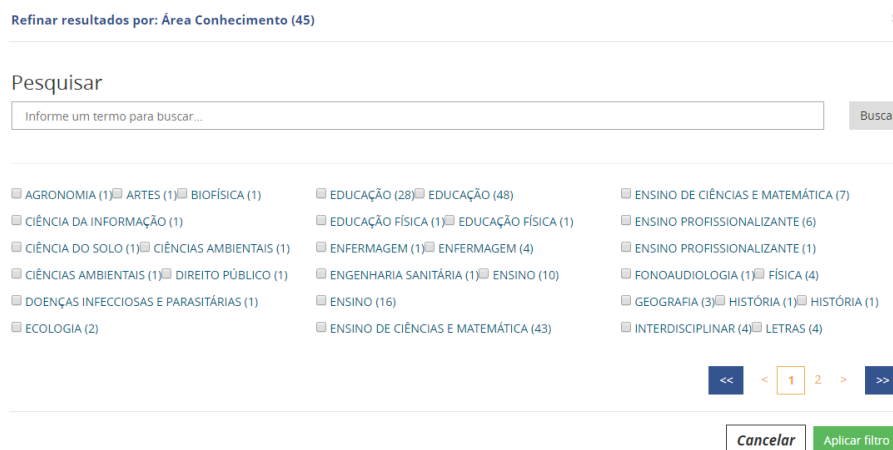 Refinar resultados por: Área Conhecimento (45)
Pesquisar
Informe um termo para buscar...
Busca
AGRONOMIA (1) ARTES (1) BIOFÍSICA (1)
CIÊNCIA DA INFORMAÇÃO (1)
CIÊNCIA DO SOLO (1) CIÊNCIAS AMBIENTAIS (1)
CIÊNCIAS AMBIENTAIS (1) DIREITO PÚBLICO (1)
DOENÇAS INFECCIOSAS E PARASITÁRIAS (1)
ECOLOGIA (2)
EDUCAÇÃO (28) EDUCAÇÃO (48)
EDUCAÇÃO FÍSICA (1) EDUCAÇÃO FÍSICA (1)
ENFERMAGEM (1) ENFERMAGEM (4)
ENGENHARIA SANITÁRIA (1) ENSINO (10)
ENSINO (16)
ENSINO DE CIÊNCIAS E MATEMÁTICA (43)
ENSINO DE CIÊNCIAS E MATEMÁTICA (7)
ENSINO PROFISSIONALIZANTE (6)
ENSINO PROFISSIONALIZANTE (1)
FONOAUDIOLOGIA (1) FÍSICA (4)
GEOGRAFIA (3) HISTÓRIA (1) HISTÓRIA (1)
INTERDISCIPLINAR (4) LETRAS (4)
<< < 1 2 > >>
Cancelar Aplicar filtro